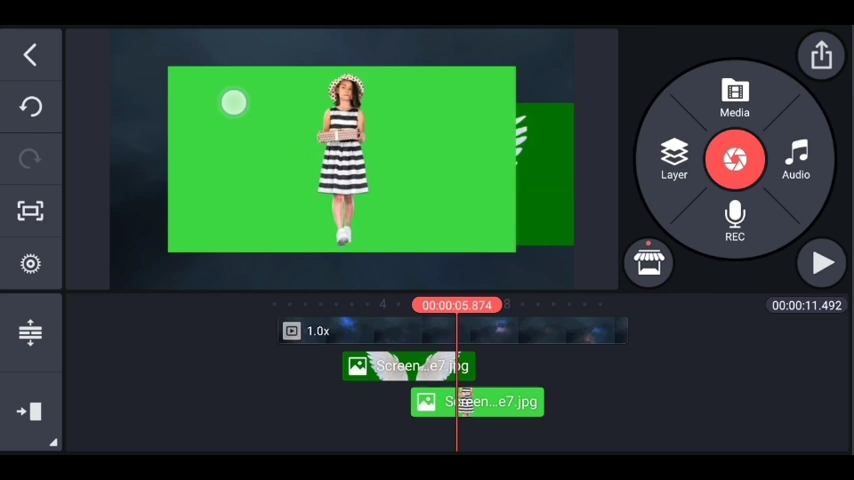 Media
Layer
Audio
REC
4
00:00:05.874
8
00:00:11.492
1.0x
Screen...e7.jpg
Screen...e7.jpg